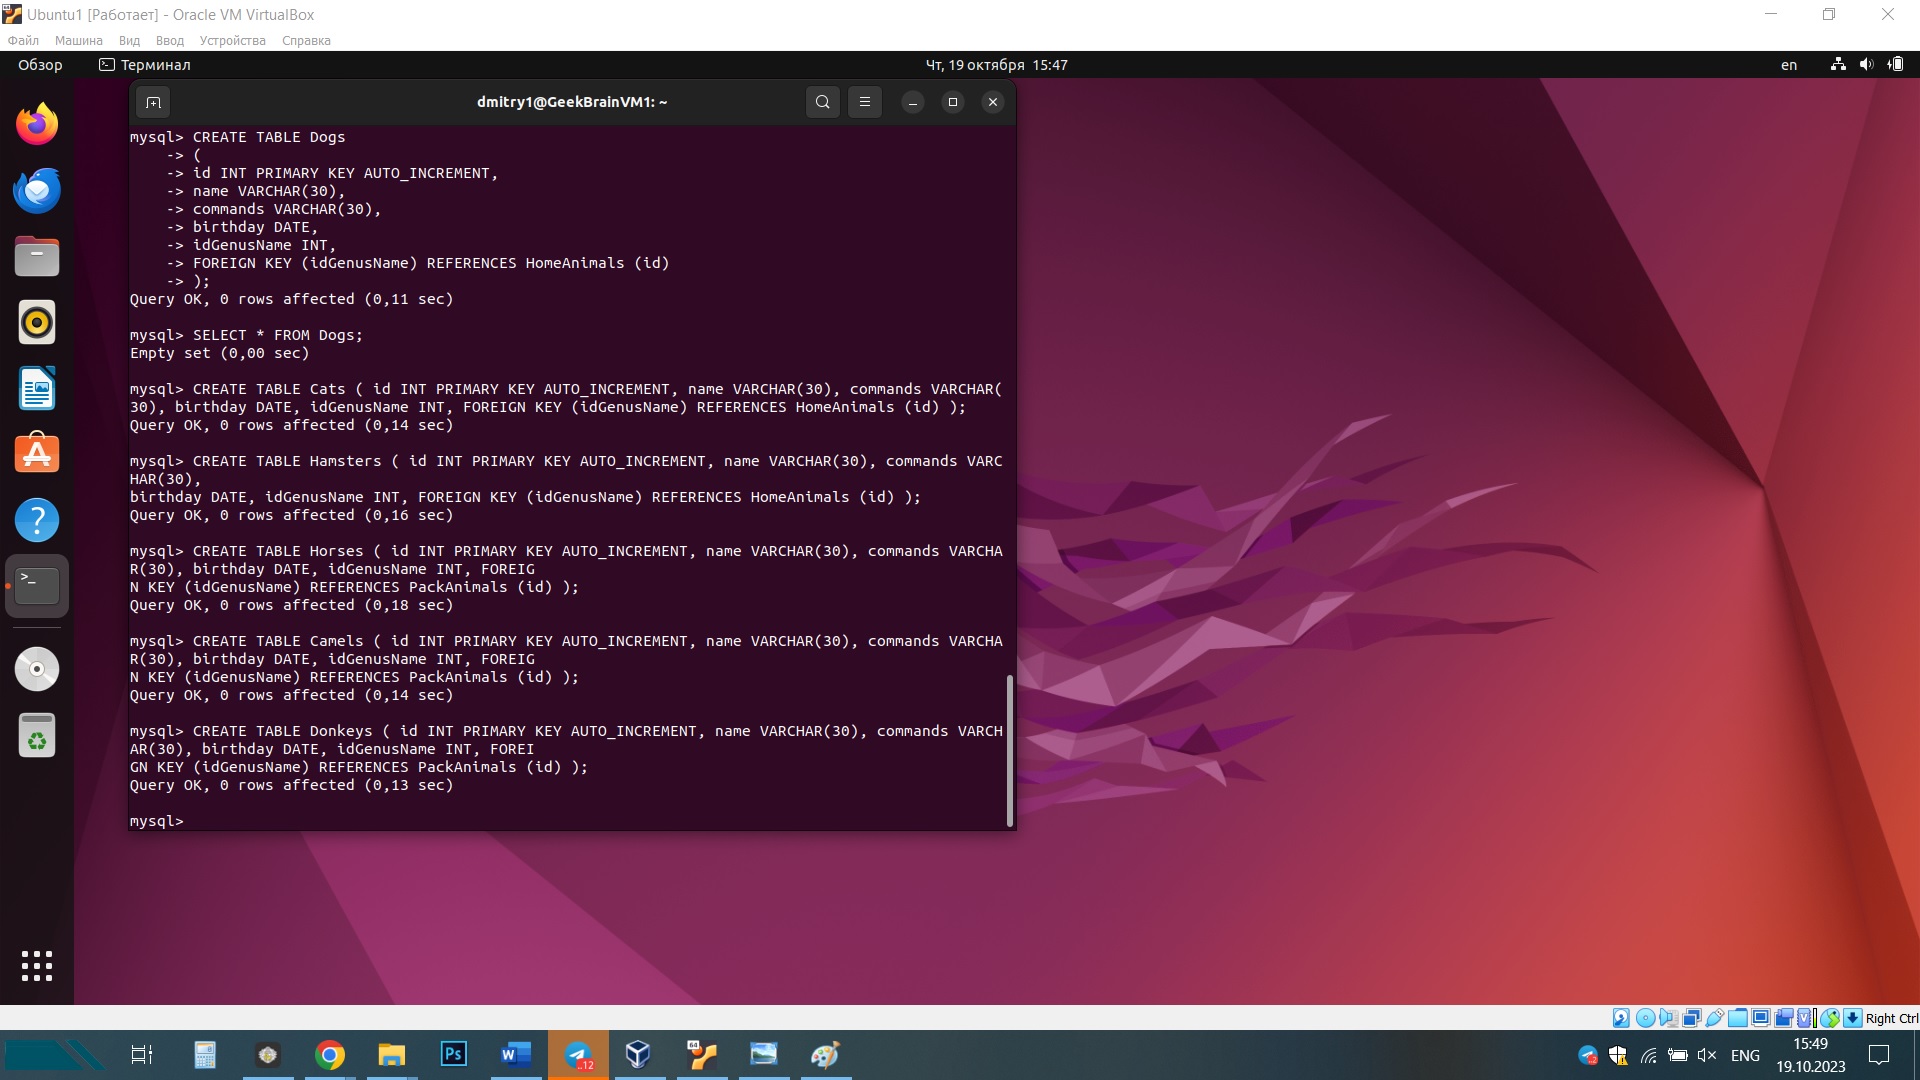 Ubuntu1 [Работает] - Oracle VM VirtualBox
Файл Машина Вид Ввод Устройства Справка
Обзор Терминал Чт, 19 октября 15:47 en
dmitry1@GeekBrainVM1: ~
mysql> CREATE TABLE Dogs
-> (
-> id INT PRIMARY KEY AUTO_INCREMENT,
-> name VARCHAR(30),
-> commands VARCHAR(30),
-> birthday DATE,
-> idGenusName INT,
-> FOREIGN KEY (idGenusName) REFERENCES HomeAnimals (id)
-> );
Query OK, 0 rows affected (0,11 sec)
mysql> SELECT * FROM Dogs;
Empty set (0,00 sec)
mysql> CREATE TABLE Cats ( id INT PRIMARY KEY AUTO_INCREMENT, name VARCHAR(30), commands VARCHAR(
30), birthday DATE, idGenusName INT, FOREIGN KEY (idGenusName) REFERENCES HomeAnimals (id) );
Query OK, 0 rows affected (0,14 sec)
mysql> CREATE TABLE Hamsters ( id INT PRIMARY KEY AUTO_INCREMENT, name VARCHAR(30), commands VARC
HAR(30),
birthday DATE, idGenusName INT, FOREIGN KEY (idGenusName) REFERENCES HomeAnimals (id) );
Query OK, 0 rows affected (0,16 sec)
mysql> CREATE TABLE Horses ( id INT PRIMARY KEY AUTO_INCREMENT, name VARCHAR(30), commands VARCHA
R(30), birthday DATE, idGenusName INT, FOREIG
N KEY (idGenusName) REFERENCES PackAnimals (id) );
Query OK, 0 rows affected (0,18 sec)
mysql> CREATE TABLE Camels ( id INT PRIMARY KEY AUTO_INCREMENT, name VARCHAR(30), commands VARCHA
R(30), birthday DATE, idGenusName INT, FOREIG
N KEY (idGenusName) REFERENCES PackAnimals (id) );
Query OK, 0 rows affected (0,14 sec)
mysql> CREATE TABLE Donkeys ( id INT PRIMARY KEY AUTO_INCREMENT, name VARCHAR(30), commands VARCH
AR(30), birthday DATE, idGenusName INT, FOREI
GN KEY (idGenusName) REFERENCES PackAnimals (id) );
Query OK, 0 rows affected (0,13 sec)
mysql>
Right Ctrl
Ps W ..12 64 ENG 15:49
19.10.2023